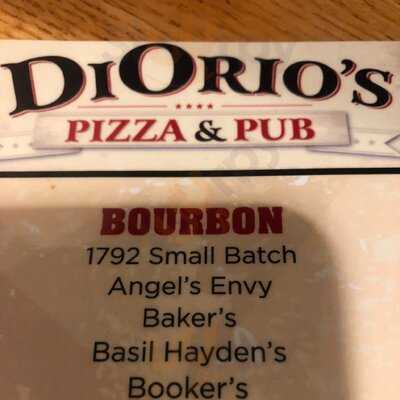 DiOrio's
PIZZA & PUB
BOURBON
1792 Small Batch
Angel's Envy
Baker's
Basil Hayden's
Booker's